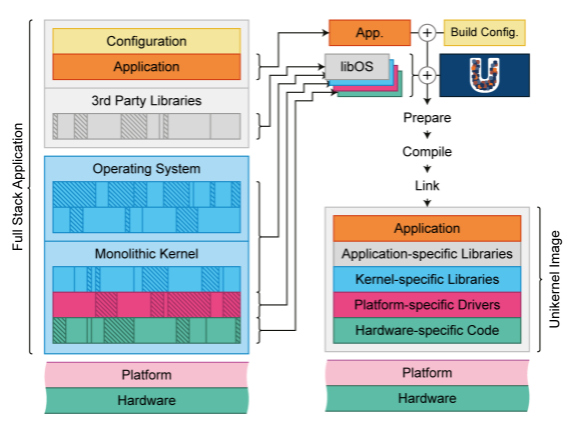 Full Stack Application
Configuration
Application
3rd Party Libraries
Operating System
Monolithic Kernel
Platform
Hardware
App.
Build Config.
libOS
Prepare
Compile
Link
Application
Application-specific Libraries
Kernel-specific Libraries
Platform-specific Drivers
Hardware-specific Code
Unikernel Image
Platform
Hardware